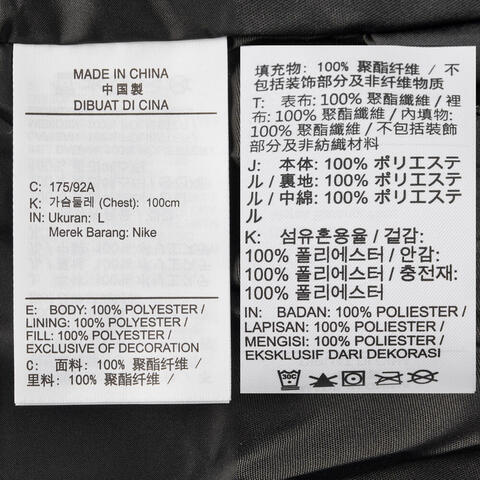 MADE IN CHINA
中国製
DIBUAT DI CINA
C: 175/92A
K: 가슴둘레 (Chest): 100cm
IN: Ukuran: L
Merek Barang: Nike
E: BODY: 100% POLYESTER /
LINING: 100% POLYESTER /
FILL: 100% POLYESTER /
EXCLUSIVE OF DECORATION
C: 面料: 100% 聚酯纤维 /
里料: 100% 聚酯纤维 /
填充物: 100% 聚酯纤维 / 不
包括装饰部分及非纤维物质
T: 表布: 100% 聚酯纖維 / 裡
布: 100% 聚酯纖維 / 內填物:
100% 聚酯纖維 / 不包括裝飾
部分及非紡織材料
J: 本体: 100% ポリエステ
ル / 裏地: 100% ポリエステ
ル / 中綿: 100% ポリエステ
ル
K: 섬유혼용율 / 겉감:
100% 폴리에스터 / 안감:
100% 폴리에스터 / 충전재:
100% 폴리에스터
IN: BADAN: 100% POLIESTER /
LAPISAN: 100% POLIESTER /
MENGISI: 100% POLIESTER /
EKSKLUSIF DARI DEKORASI
30C